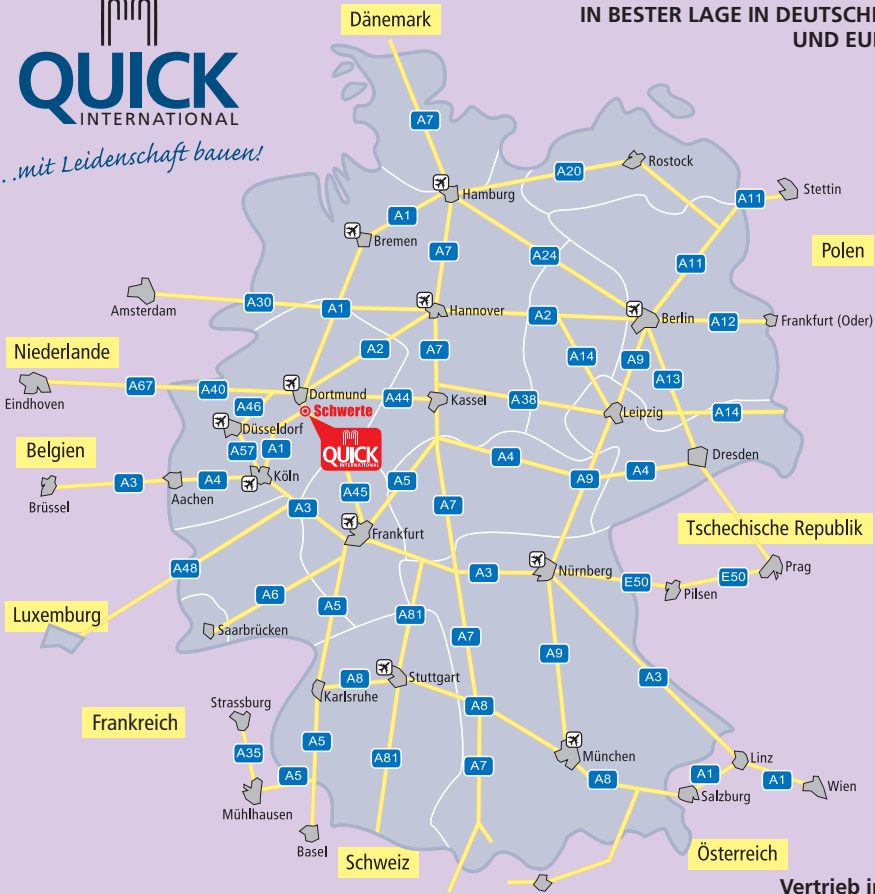 QUICK
INTERNATIONAL
...mit Leidenschaft bauen!
IN BESTER LAGE IN
UND
Dänemark
A7
A20
Rostock
Hamburg
A11
Stettin
A1
Bremen
A7
A24
A11
Polen
Amsterdam
A30
A1
Hannover
A2
Berlin
A12
Frankfurt (Oder)
Niederlande
A2
A7
A14
A9
A13
Eindhoven
A67
A40
Dortmund
A44
Kassel
A38
Leipzig
A14
A46
Schwerte
Düsseldorf
Belgien
A57
A1
QUICK
INTERNATIONAL
A4
A9
A4
Dresden
Brüssel
A3
Aachen
A4
Köln
A45
A5
A3
A7
Frankfurt
Tschechische Republik
A48
A3
Nürnberg
E50
Pilsen
E50
Prag
A6
A5
A81
Luxemburg
Saarbrücken
A7
A9
A3
A8
Stuttgart
Karlsruhe
Strassburg
Frankreich
A8
A35
A5
A81
A7
München
A8
A1
Linz
A1
Wien
A5
Mühlhausen
Salzburg
Basel
Schweiz
Österreich
Vertrieb